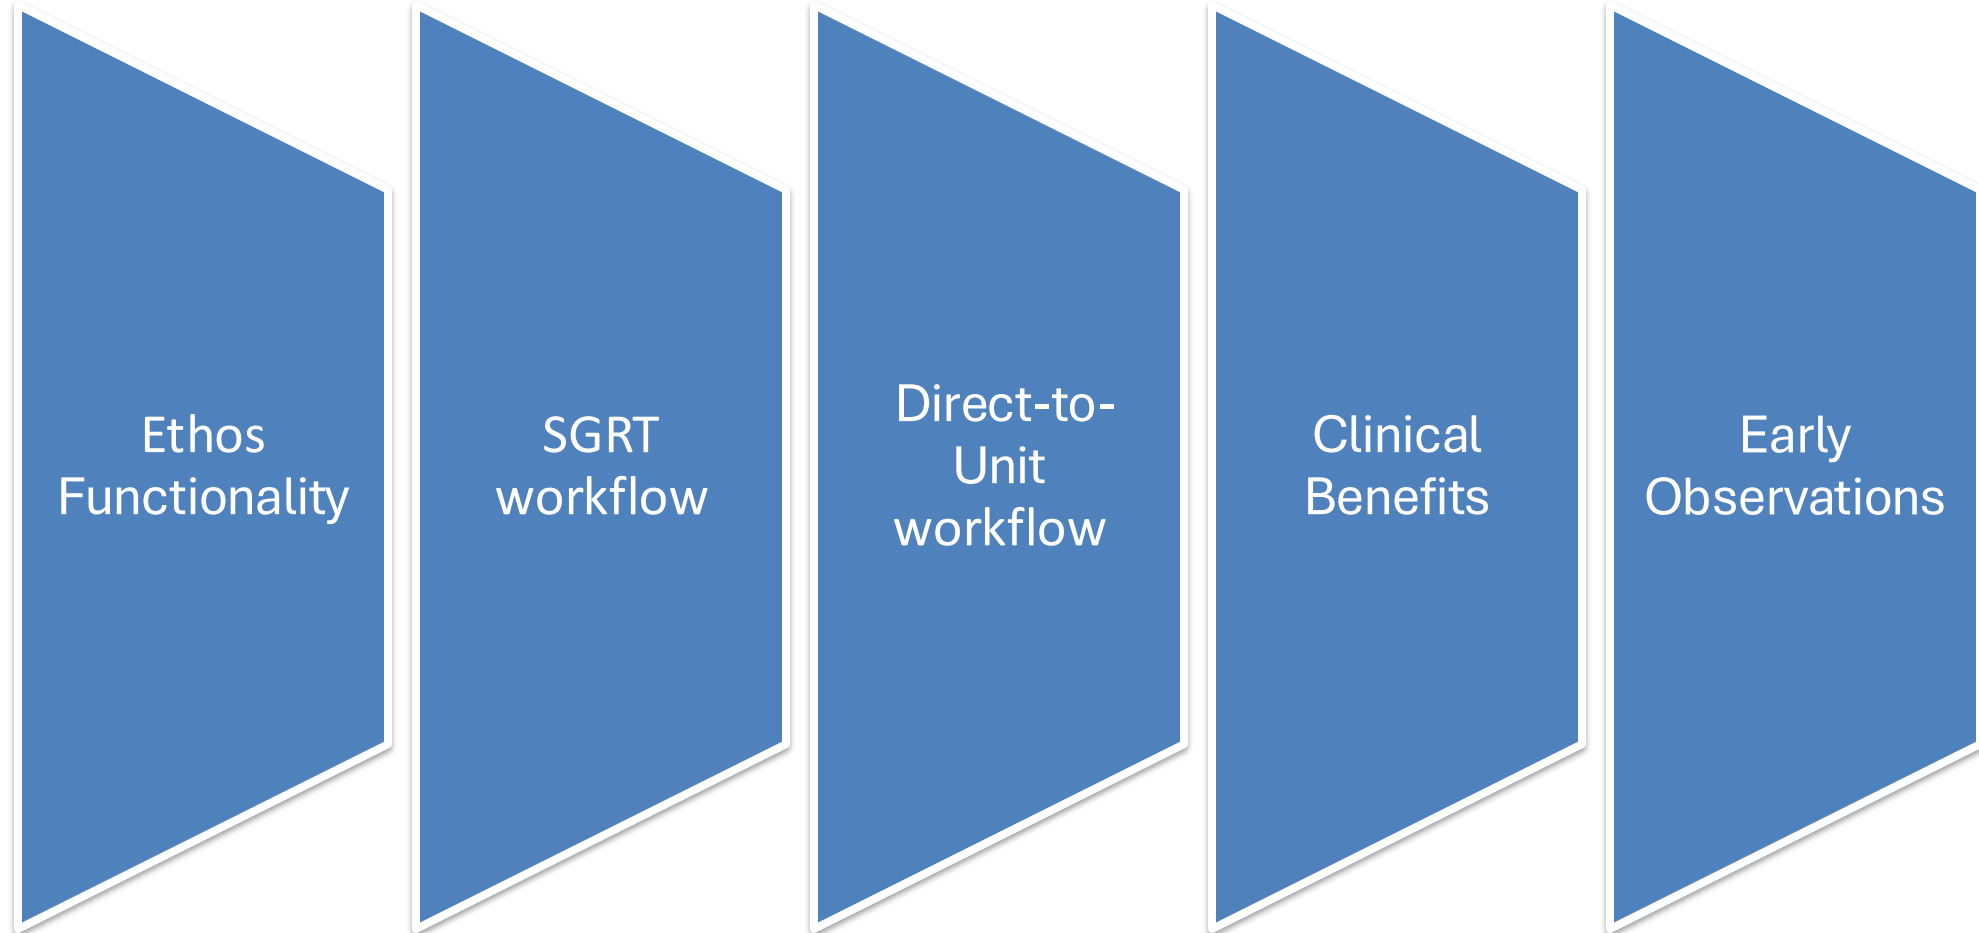 Ethos
Functionality
SGRT
workflow
Direct-to-
Unit
workflow
Clinical
Benefits
Early
Observations